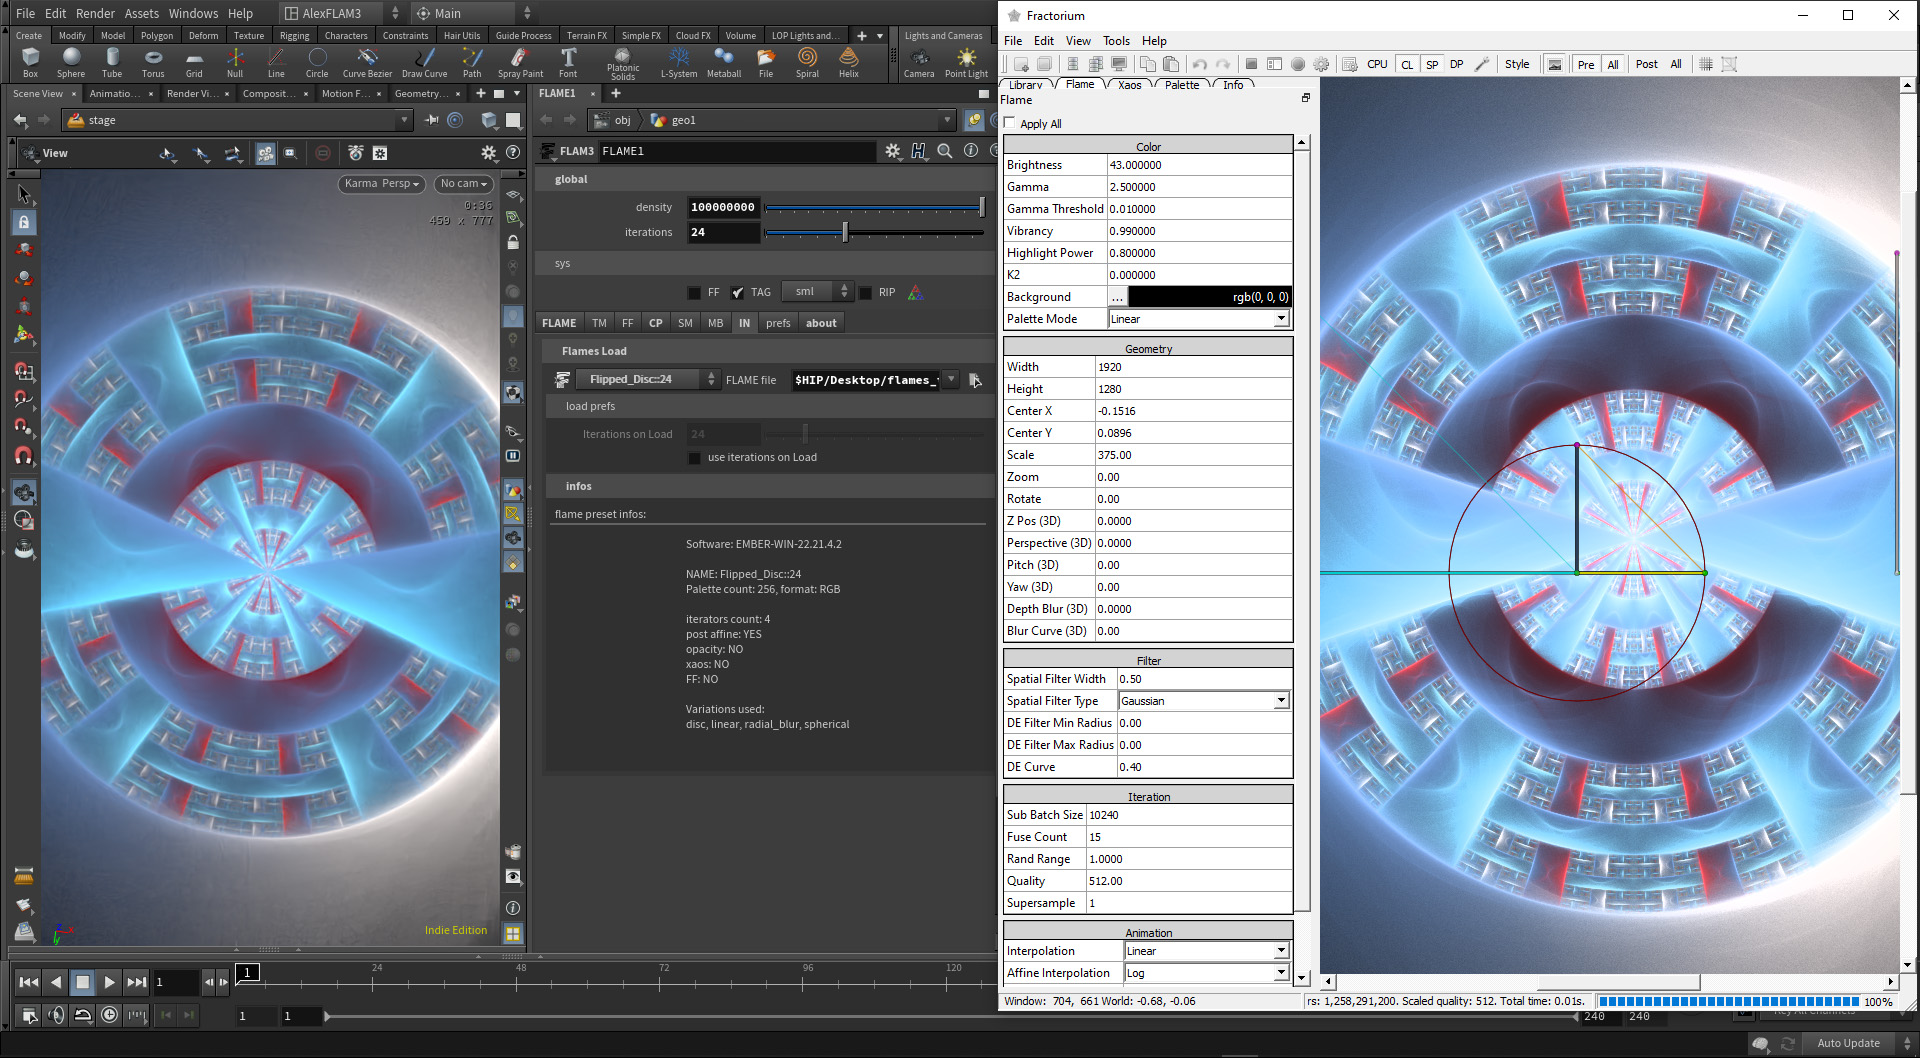 File Edit Render Assets Windows Help AlexFLAM3 Main
Create Modify Model Polygon Deform Texture Rigging Characters Constraints Hair Utils Guide Process Terrain FX Simple FX Cloud FX Volume LOP Lights and... Lights and Cameras
Box Sphere Tube Torus Grid Null Line Circle Curve Bezier Draw Curve Path Spray Paint Font Platonic Solids L-System Metaball File Spiral Helix Camera Point Light
Scene View Animatio... Render Vi... Composit... Motion F... Geometry...
stage
View
Karma Persp No cam
0:36
459 x 777
Indie Edition
FLAME1
obj geo1
FLAM3 FLAME1
global
density 100000000
iterations 24
sys
FF TAG sml RIP
FLAME TM FF CP SM MB IN prefs about
Flames Load
Flipped_Disc::24 FLAME file $HIP/Desktop/flames_
load prefs
Iterations on Load 24
use iterations on Load
infos
flame preset infos:
Software: EMBER-WIN-22.21.4.2
NAME: Flipped_Disc::24
Palette count: 256, format: RGB
iterators count: 4
post affine: YES
opacity: NO
xaos: NO
FF: NO
Variations used:
disc, linear, radial_blur, spherical
1 1 24 48 72 96 120
1 1 240 240
Key All Channels
Auto Update
Fractorium
File Edit View Tools Help
CPU CL SP DP Style Pre All Post All
Library Flame Xaos Palette Info
Flame
Apply All
Color
Brightness 43.000000
Gamma 2.500000
Gamma Threshold 0.010000
Vibrancy 0.990000
Highlight Power 0.800000
K2 0.000000
Background ... rgb(0, 0, 0)
Palette Mode Linear
Geometry
Width 1920
Height 1280
Center X -0.1516
Center Y 0.0896
Scale 375.00
Zoom 0.00
Rotate 0.00
Z Pos (3D) 0.0000
Perspective (3D) 0.0000
Pitch (3D) 0.00
Yaw (3D) 0.00
Depth Blur (3D) 0.0000
Blur Curve (3D) 0.00
Filter
Spatial Filter Width 0.50
Spatial Filter Type Gaussian
DE Filter Min Radius 0.00
DE Filter Max Radius 0.00
DE Curve 0.40
Iteration
Sub Batch Size 10240
Fuse Count 15
Rand Range 1.0000
Quality 512.00
Supersample 1
Animation
Interpolation Linear
Affine Interpolation Log
Window: 704, 661 World: -0.68, -0.06 rs: 1,258,291,200. Scaled quality: 512. Total time: 0.01s. 100%